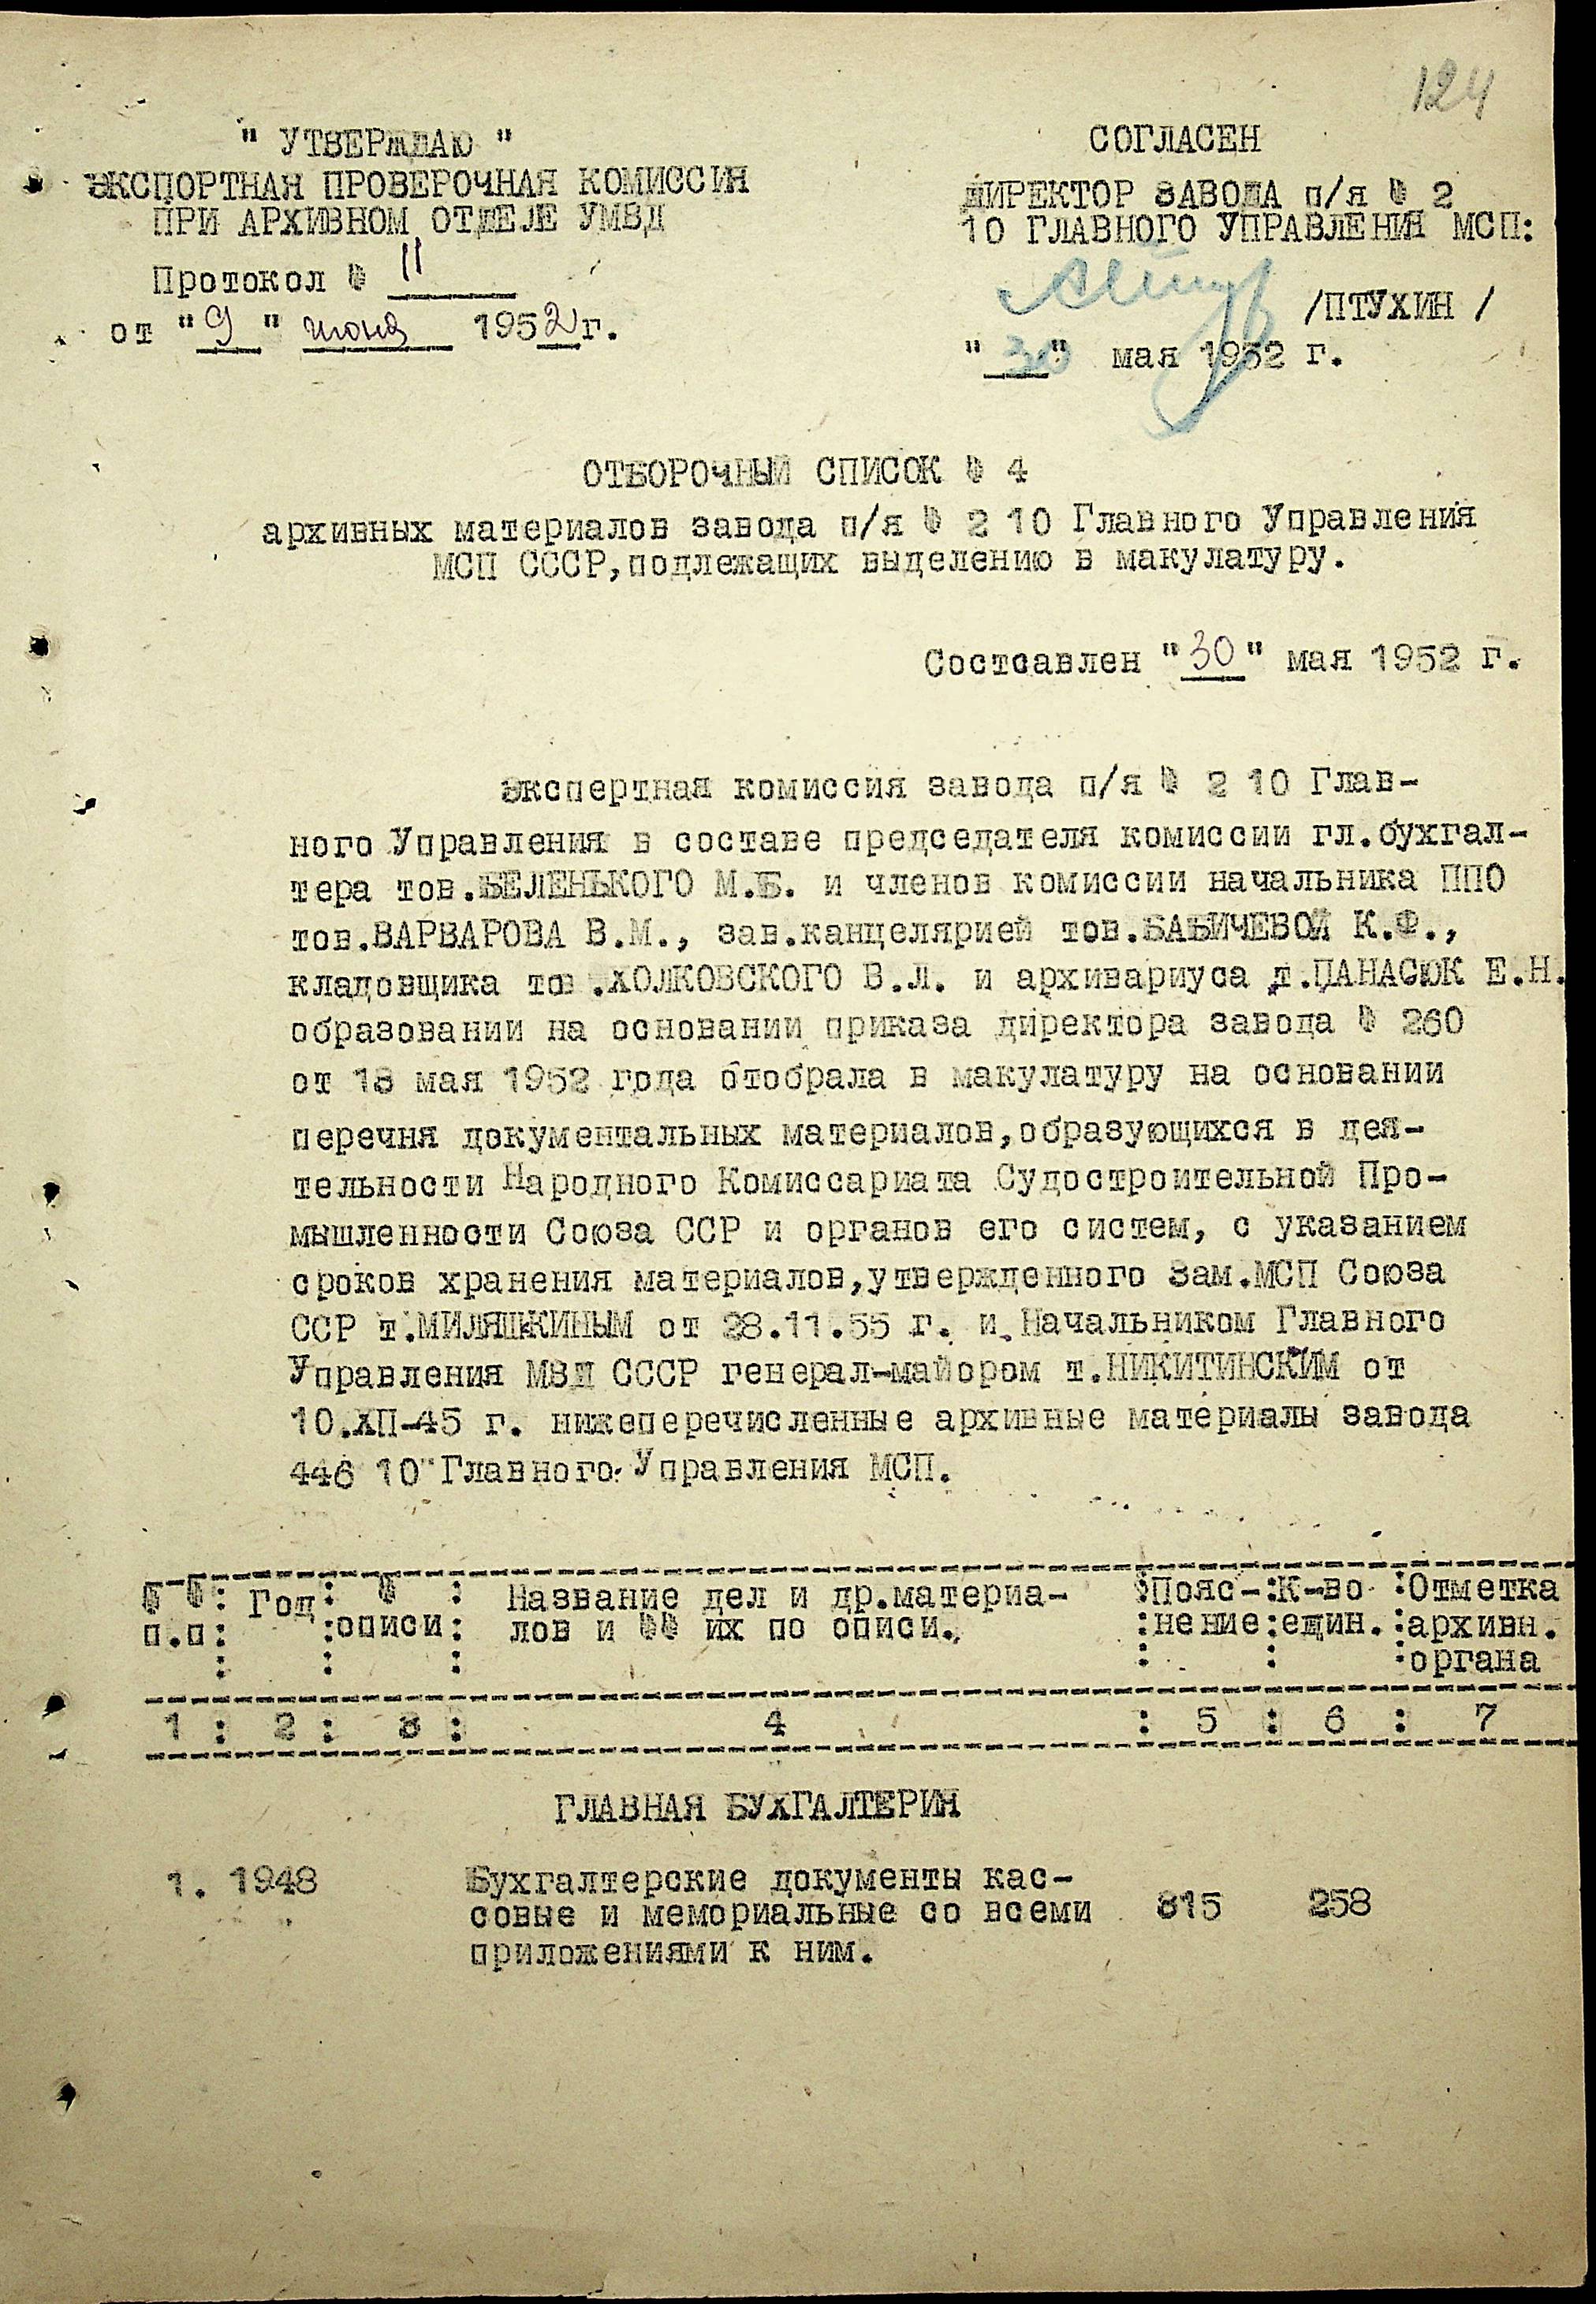 124
" УТВЕРЖДАЮ "
ЭКСПОРТНАЯ ПРОВЕРОЧНАЯ КОМИССИЯ
ПРИ АРХИВНОМ ОТДЕЛЕ УМВД
Протокол № 11
от "9" июня 1952г.
СОГЛАСЕН
ДИРЕКТОР ЗАВОДА п/я № 2
10 ГЛАВНОГО УПРАВЛЕНИЯ МСП:
/ПТУХИН /
"30" мая 1952 г.
ОТБОРОЧНЫЙ СПИСОК № 4
архивных материалов завода п/я № 2 10 Главного Управления
МСП СССР,подлежащих выделению в макулатуру.
Состсавлен "30" мая 1952 г.
Экспертная комиссия завода п/я № 2 10 Глав-
ного Управления в составе председателя комиссии гл.бухгал-
тера тов.БЕЛЕНЬКОГО М.Б. и членов комиссии начальника ППО
тов.ВАРВАРОВА В.М., зав.канцелярией тов.БАБИЧЕВОЙ К.Ф.,
кладовщика тов.ХОЛКОВСКОГО В.Л. и архивариуса т.ПАНАСЮК Е.Н.
образовании на основании приказа директора завода № 260
от 18 мая 1952 года отобрала в макулатуру на основании
перечня документальных материалов,образующихся в дея-
тельности Народного Комиссариата Судостроительной Про-
мышленности Союза ССР и органов его систем, с указанием
сроков хранения материалов,утвержденного Зам.МСП Союза
ССР т.МИЛЯШКИНЫМ от 28.11.55 г. и Начальником Главного
Управления МВД СССР генерал-майором т.НИКИТИНСКИМ от
10.ХП-45 г. нижеперечисленные архивные материалы завода
446 10 Главного Управления МСП.
№ №: Год: № : Название дел и др.материа- :Пояс-:К-во :Отметка
п.п: :описи: лов и №№ их по описи. :нение:един.:архивн.
: : : : : :органа
1 : 2 : 3 : 4 : 5 : 6 : 7
ГЛАВНАЯ БУХГАЛТЕРИЯ
1. 1948 Бухгалтерские документы кас-
совые и мемориальные со всеми 815 258
приложениями к ним.